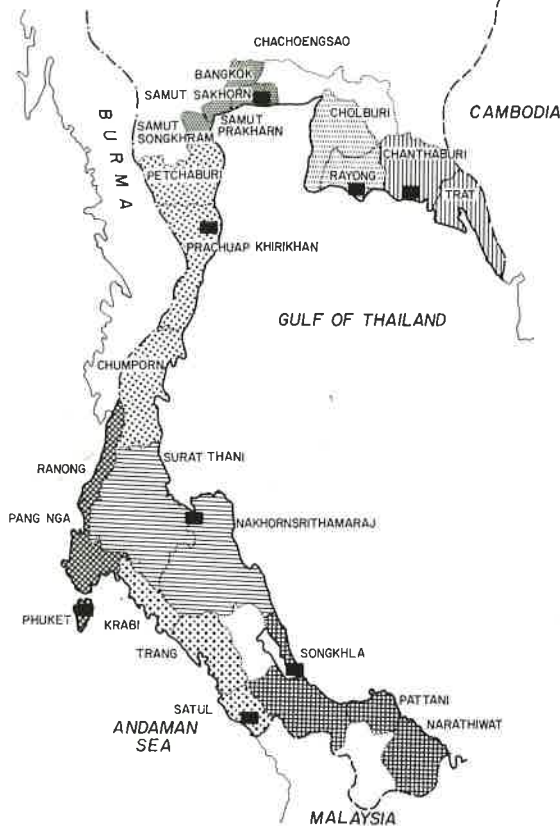 CHACHOENGSAO
BANGKOK
SAMUT SAKHORN
SAMUT
PRAKHARN
SAMUT
SONGKHRAM
CHOLBURI
CAMBODIA
CHANTHABURI
BURMA
PETCHABURI
RAYONG
TRAT
PRACHUAP KHIRIKHAN
GULF OF THAILAND
CHUMPORN
SURAT THANI
RANONG
PANG NGA
NAKHORNSRITHAMARAJ
PHUKET
KRABI
TRANG
SONGKHLA
SATUL
PATTANI
NARATHIWAT
ANDAMAN
SEA
MALAYSIA